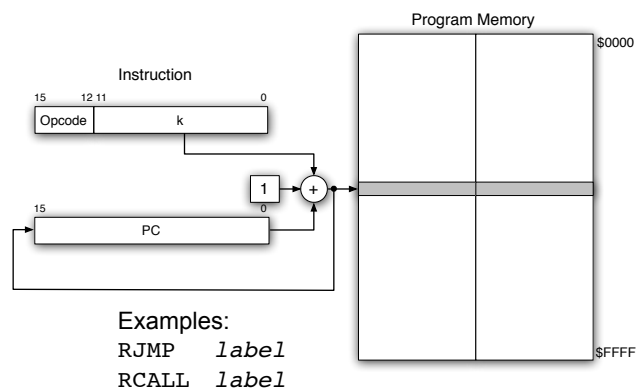 Program Memory
$0000
Instruction
15 12 11 0
Opcode k
1 +
15 0
PC
Examples:
RJMP label
RCALL label
$FFFF